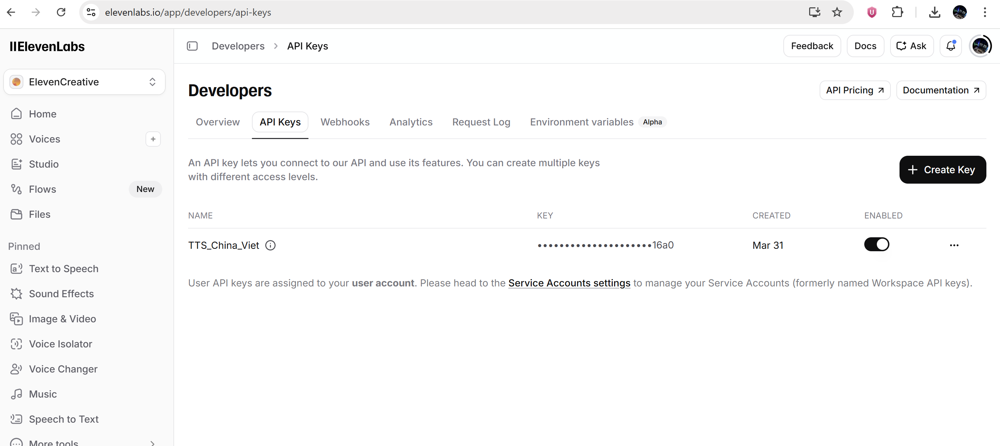 elevenlabs.io/app/developers/api-keys
IIElevenLabs
Developers > API Keys
Feedback
Docs
Ask
ElevenCreative
Home
Voices
Studio
Flows
New
Files
Pinned
Text to Speech
Sound Effects
Image & Video
Voice Isolator
Voice Changer
Music
Speech to Text
More tools
Developers
API Pricing
Documentation
Overview
API Keys
Webhooks
Analytics
Request Log
Environment variables
Alpha
An API key lets you connect to our API and use its features. You can create multiple keys
with different access levels.
+ Create Key
NAME
KEY
CREATED
ENABLED
TTS_China_Viet
•••••••••••••••••••••16a0
Mar 31
User API keys are assigned to your user account. Please head to the Service Accounts settings to manage your Service Accounts (formerly named Workspace API keys).